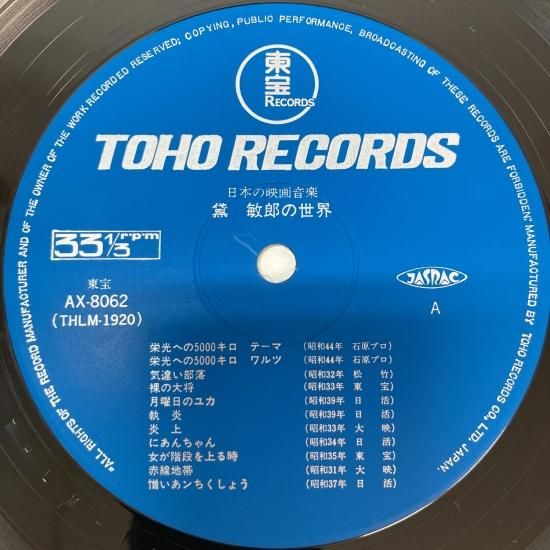 "ALL RIGHTS OF THE RECORD MANUFACTURER AND OF THE OWNER OF THE WORK RECORDED RESERVED; COPYING, PUBLIC PERFORMANCE, BROADCASTING OF THESE RECORDS ARE FORBIDDEN." MANUFACTURED BY TOHO RECORDS CO., LTD. JAPAN.
東宝
RECORDS
TOHO RECORDS
日本の映画音楽
黛 敏郎の世界
33 1/3 r·p·m
JASRAC
東宝
AX-8062
(THLM-1920)
A
栄光への5000キロ テーマ (昭和44年 石原プロ)
栄光への5000キロ ワルツ (昭和44年 石原プロ)
気違い部落 (昭和32年 松竹)
裸の大将 (昭和33年 東宝)
月曜日のユカ (昭和39年 日活)
執炎 (昭和39年 日活)
炎上 (昭和33年 大映)
にあんちゃん (昭和34年 日活)
女が階段を上る時 (昭和35年 東宝)
赤線地帯 (昭和31年 大映)
憎いアンちくしょう (昭和37年 日活)